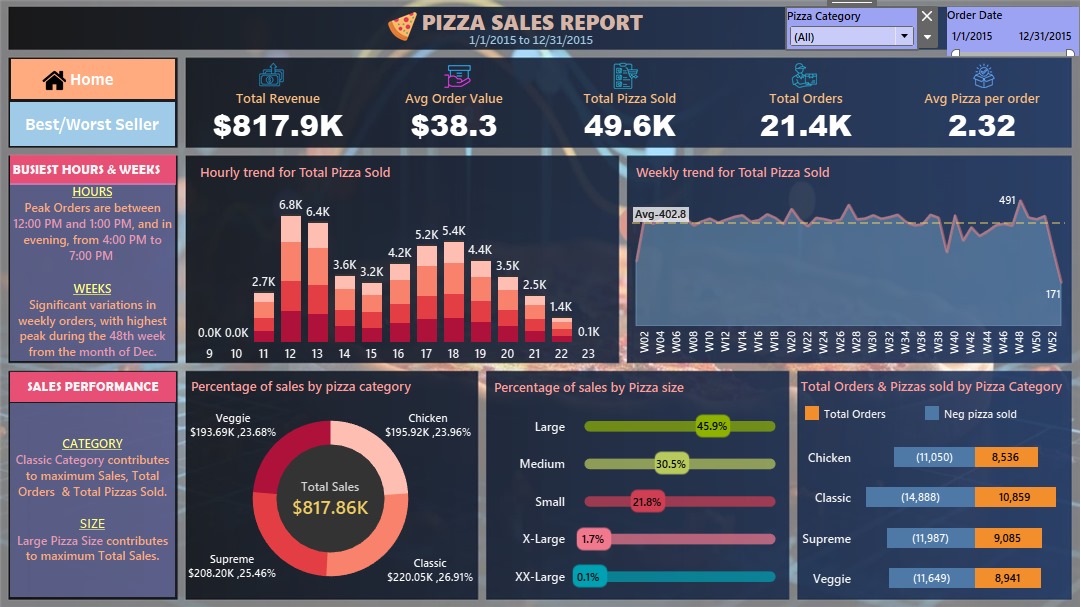 PIZZA SALES REPORT
1/1/2015 to 12/31/2015
Pizza Category
(All)
Order Date
1/1/2015 12/31/2015
Home
Best/Worst Seller
Total Revenue
$817.9K
Avg Order Value
$38.3
Total Pizza Sold
49.6K
Total Orders
21.4K
Avg Pizza per order
2.32
BUSIEST HOURS & WEEKS
HOURS
Peak Orders are between
12:00 PM and 1:00 PM, and in
evening, from 4:00 PM to
7:00 PM
WEEKS
Significant variations in
weekly orders, with highest
peak during the 48th week
from the month of Dec.
Hourly trend for Total Pizza Sold
0.0K 0.0K 2.7K 6.8K 6.4K 3.6K 3.2K 4.2K 5.2K 5.4K 4.4K 3.5K 2.5K 1.4K 0.1K
9 10 11 12 13 14 15 16 17 18 19 20 21 22 23
Weekly trend for Total Pizza Sold
Avg-402.8
491
171
W02 W04 W06 W08 W10 W12 W14 W16 W18 W20 W22 W24 W26 W28 W30 W32 W34 W36 W38 W40 W42 W44 W46 W48 W50 W52
SALES PERFORMANCE
CATEGORY
Classic Category contributes
to maximum Sales, Total
Orders & Total Pizzas Sold.
SIZE
Large Pizza Size contributes
to maximum Total Sales.
Percentage of sales by pizza category
Veggie
$193.69K ,23.68%
Chicken
$195.92K ,23.96%
Total Sales
$817.86K
Supreme
$208.20K ,25.46%
Classic
$220.05K ,26.91%
Percentage of sales by Pizza size
Large 45.9%
Medium 30.5%
Small 21.8%
X-Large 1.7%
XX-Large 0.1%
Total Orders & Pizzas sold by Pizza Category
Total Orders Neg pizza sold
Chicken (11,050) 8,536
Classic (14,888) 10,859
Supreme (11,987) 9,085
Veggie (11,649) 8,941